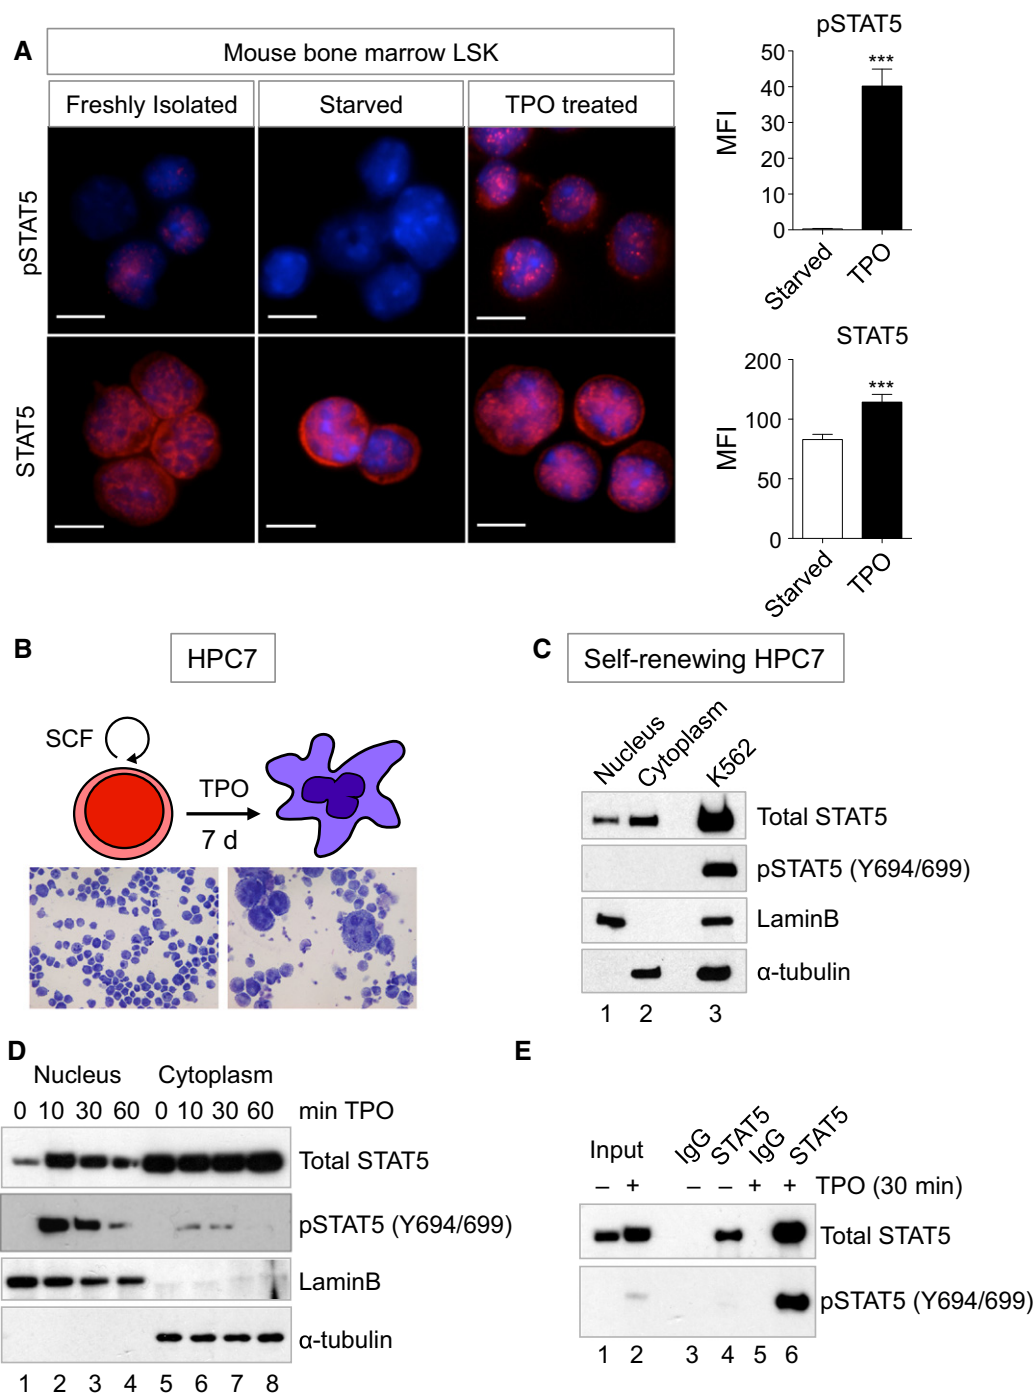 A
Mouse bone marrow LSK
Freshly Isolated
Starved
TPO treated
pSTAT5
STAT5
pSTAT5
MFI
50
40
30
20
10
0
***
Starved
TPO
STAT5
MFI
200
100
50
0
***
Starved
TPO
B
HPC7
SCF
TPO
7 d
C
Self-renewing HPC7
Nucleus
Cytoplasm
K562
Total STAT5
pSTAT5 (Y694/699)
LaminB
α-tubulin
1 2 3
D
Nucleus Cytoplasm
0 10 30 60 0 10 30 60 min TPO
Total STAT5
pSTAT5 (Y694/699)
LaminB
α-tubulin
1 2 3 4 5 6 7 8
E
Input IgG STAT5 IgG STAT5
– + – – + + TPO (30 min)
Total STAT5
pSTAT5 (Y694/699)
1 2 3 4 5 6